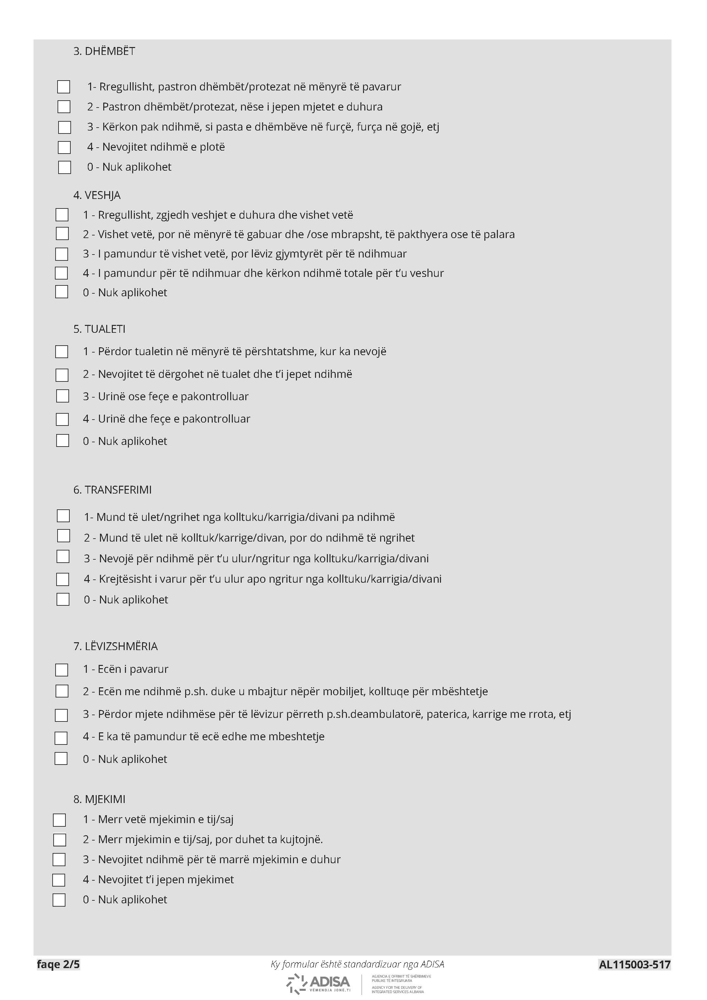 3. DHËMBËT
1- Rregullisht, pastron dhëmbët/protezat në mënyrë të pavarur
2 - Pastron dhëmbët/protezat, nëse i jepen mjetet e duhura
3 - Kërkon pak ndihmë, si pasta e dhëmbëve në furçë, furça në gojë, etj
4 - Nevojitet ndihmë e plotë
0 - Nuk aplikohet
4. VESHJA
1 - Rregullisht, zgjedh veshjet e duhura dhe vishet vetë
2 - Vishet vetë, por në mënyrë të gabuar dhe /ose mbrapsht, të pakthyera ose të palara
3 - I pamundur të vishet vetë, por lëviz gjymtyrët për të ndihmuar
4 - I pamundur për të ndihmuar dhe kërkon ndihmë totale për t’u veshur
0 - Nuk aplikohet
5. TUALETI
1 - Përdor tualetin në mënyrë të përshtatshme, kur ka nevojë
2 - Nevojitet të dërgohet në tualet dhe t’i jepet ndihmë
3 - Urinë ose feçe e pakontrolluar
4 - Urinë dhe feçe e pakontrolluar
0 - Nuk aplikohet
6. TRANSFERIMI
1- Mund të ulet/ngrihet nga kolltuku/karrigia/divani pa ndihmë
2 - Mund të ulet në kolltuk/karrige/divan, por do ndihmë të ngrihet
3 - Nevojë për ndihmë për t’u ulur/ngritur nga kolltuku/karrigia/divani
4 - Krejtësisht i varur për t’u ulur apo ngritur nga kolltuku/karrigia/divani
0 - Nuk aplikohet
7. LËVIZSHMËRIA
1 - Ecën i pavarur
2 - Ecën me ndihmë p.sh. duke u mbajtur nëpër mobiljet, kolltuqe për mbështetje
3 - Përdor mjete ndihmëse për të lëvizur përreth p.sh.deambulatorë, paterica, karrige me rrota, etj
4 - E ka të pamundur të ecë edhe me mbeshtetje
0 - Nuk aplikohet
8. MJEKIMI
1 - Merr vetë mjekimin e tij/saj
2 - Merr mjekimin e tij/saj, por duhet ta kujtojnë.
3 - Nevojitet ndihmë për të marrë mjekimin e duhur
4 - Nevojitet t’i jepen mjekimet
0 - Nuk aplikohet
faqe 2/5
Ky formular është standardizuar nga ADISA
AL115003-517
ADISA
VËMENDJA JONË, TI
AGJENCIA E OFRIMIT TË SHËRBIMEVE
PUBLIKE TË INTEGRUARA
AGENCY FOR THE DELIVERY OF
INTEGRATED SERVICES ALBANIA